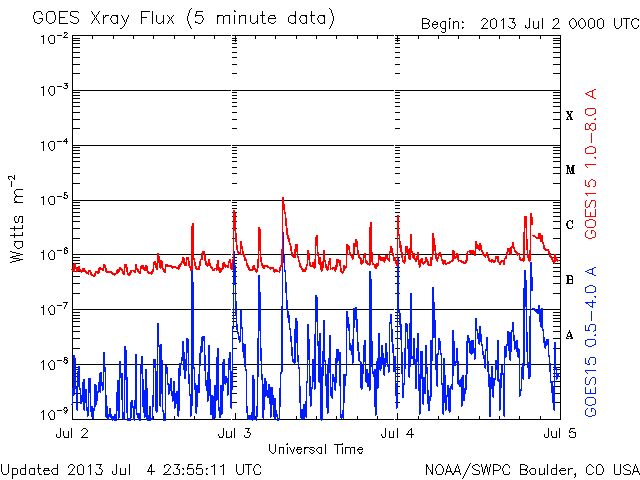 GOES Xray Flux (5 minute data)
Begin: 2013 Jul 2 0000 UTC
10-2
10-3
10-4
10-5
10-6
10-7
10-8
10-9
Watts m-2
X
M
C
B
A
GOES15 1.0-8.0 A
GOES15 0.5-4.0 A
Jul 2
Jul 3
Jul 4
Jul 5
Universal Time
Updated 2013 Jul 4 23:55:11 UTC
NOAA/SWPC Boulder, CO USA